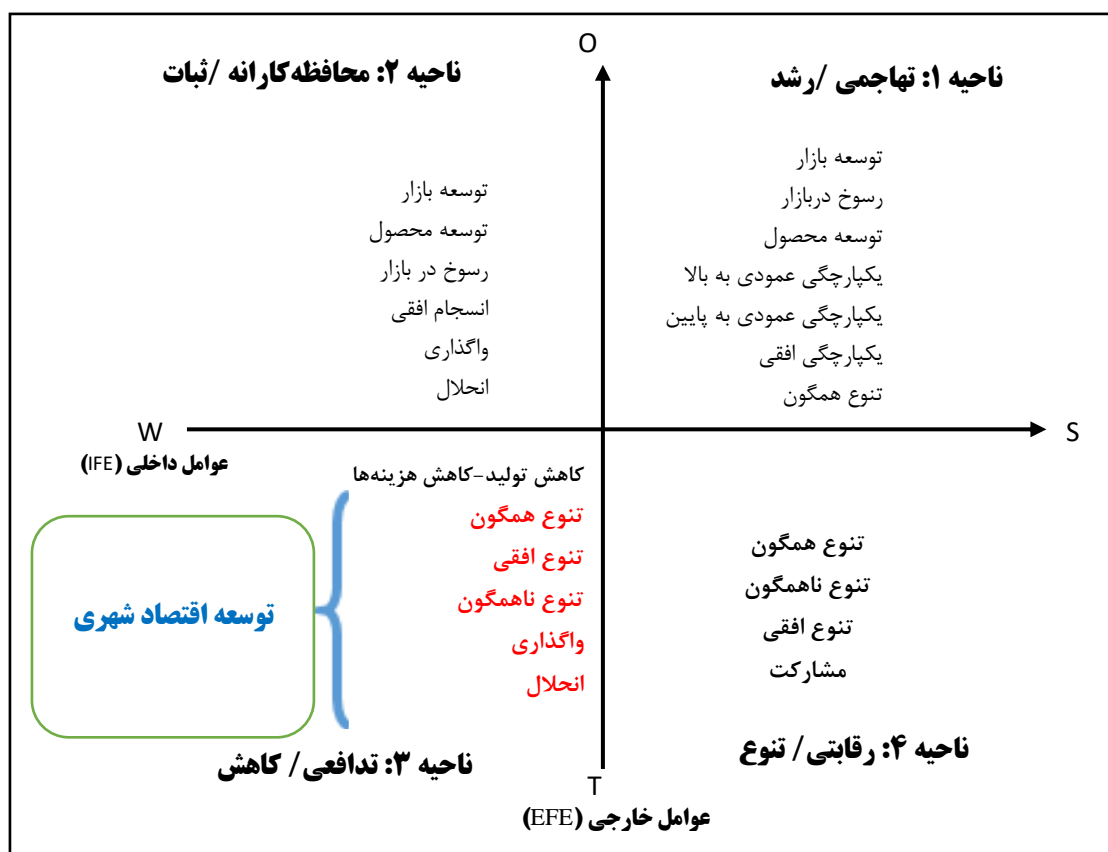 O
ناحیه ۱: تهاجمی /رشد
توسعه بازار
رسوخ دربازار
توسعه محصول
یکپارچگی عمودی به بالا
یکپارچگی عمودی به پایین
یکپارچگی افقی
تنوع همگون
ناحیه ۲: محافظه‌کارانه /ثبات
توسعه بازار
توسعه محصول
رسوخ در بازار
انسجام افقی
واگذاری
انحلال
S
W
عوامل داخلی (IFE)
کاهش تولید-کاهش هزینه‌ها
تنوع همگون
تنوع افقی
تنوع ناهمگون
واگذاری
انحلال
توسعه اقتصاد شهری
ناحیه ۳: تدافعی/ کاهش
تنوع همگون
تنوع ناهمگون
تنوع افقی
مشارکت
ناحیه ۴: رقابتی/ تنوع
T
عوامل خارجی (EFE)